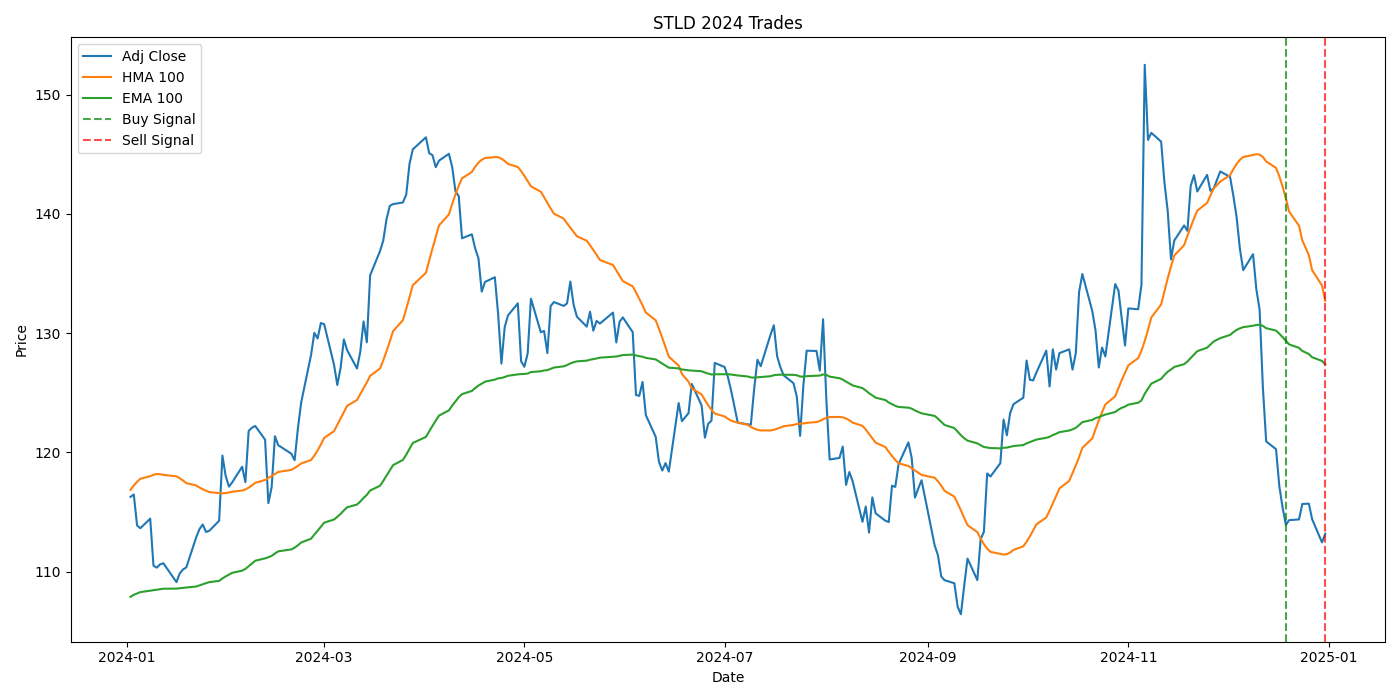 STLD 2024 Trades
Adj Close
HMA 100
EMA 100
Buy Signal
Sell Signal
Price
150
140
130
120
110
2024-01
2024-03
2024-05
2024-07
2024-09
2024-11
2025-01
Date